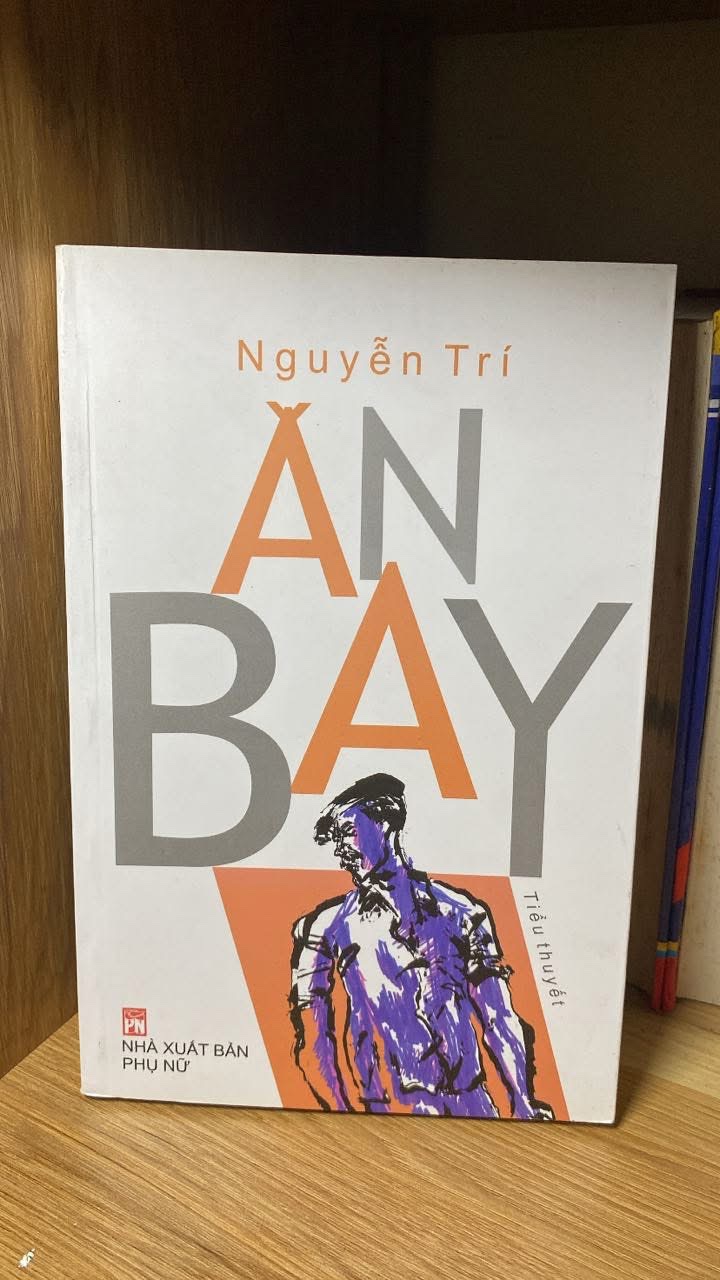 Nguyễn Trí
ĂN
BAY
Tiểu thuyết
PN
NHÀ XUẤT BẢN
PHỤ NỮ